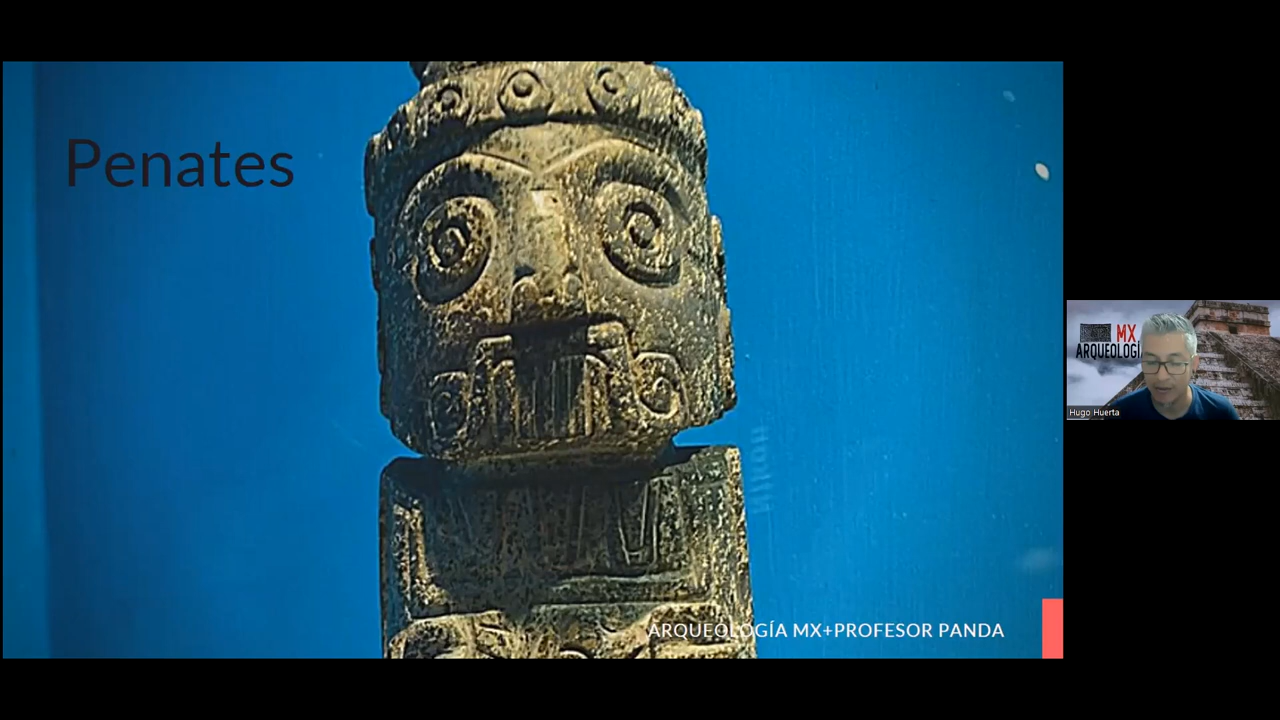 Penates
ARQUEOLOGÍA MX+PROFESOR PANDA
MX
ARQUEOLOGÍ
Hugo Huerta